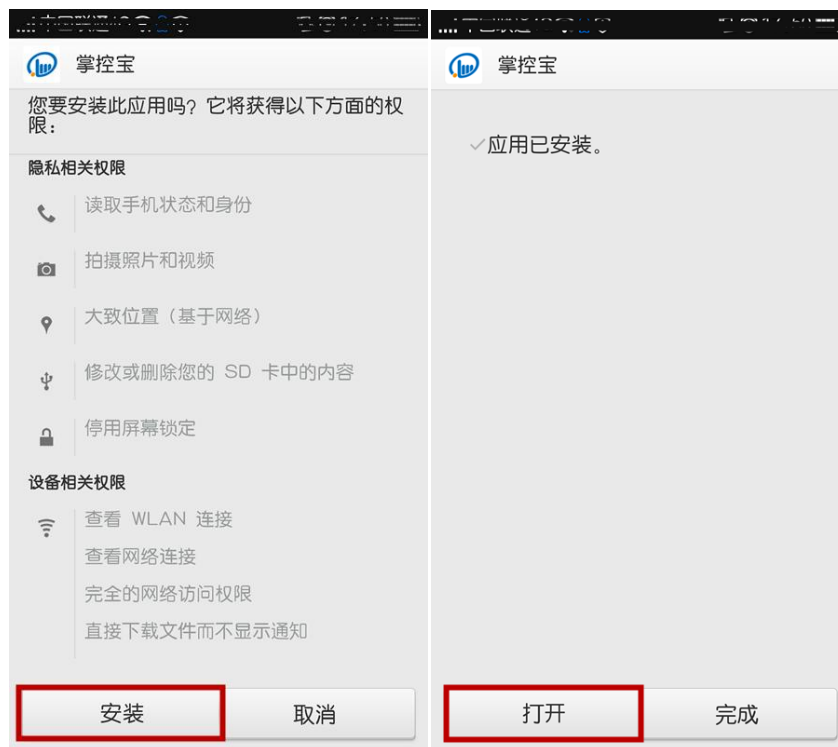 掌控宝
您要安装此应用吗？它将获得以下方面的权
限：
隐私相关权限
读取手机状态和身份
拍摄照片和视频
大致位置（基于网络）
修改或删除您的 SD 卡中的内容
停用屏幕锁定
设备相关权限
查看 WLAN 连接
查看网络连接
完全的网络访问权限
直接下载文件而不显示通知
安装
取消
掌控宝
应用已安装。
打开
完成